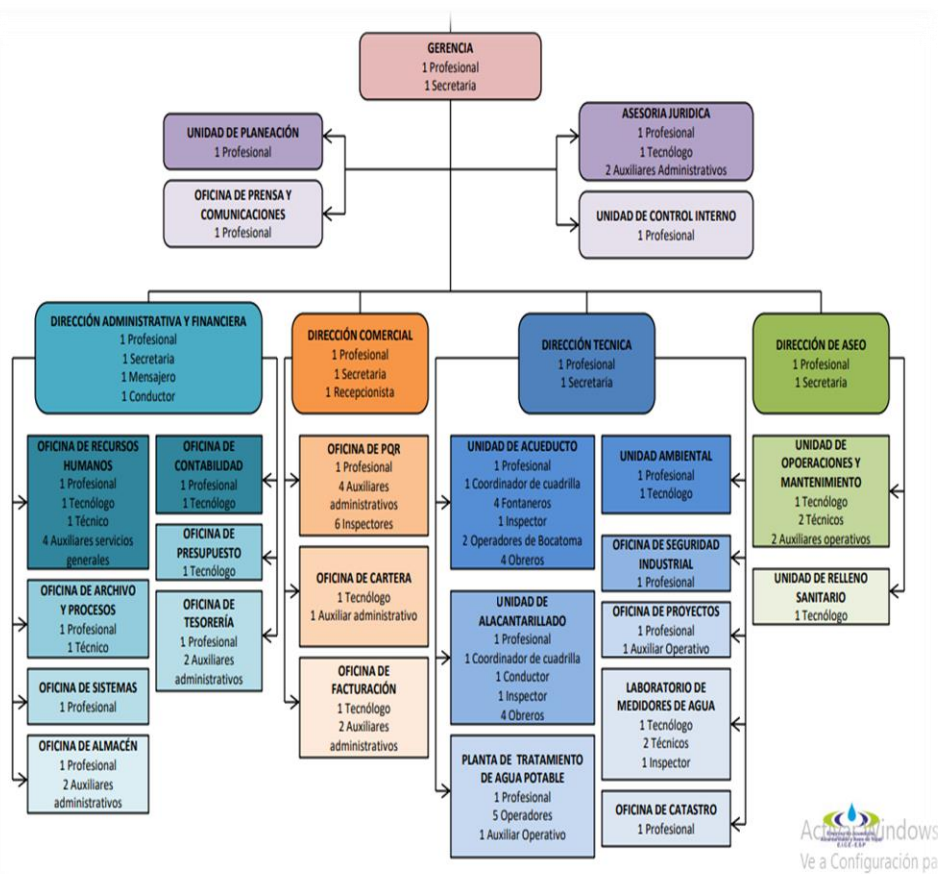 GERENCIA
1 Profesional
1 Secretaria
UNIDAD DE PLANEACIÓN
1 Profesional
OFICINA DE PRENSA Y
COMUNICACIONES
1 Profesional
ASESORIA JURIDICA
1 Profesional
1 Tecnólogo
2 Auxiliares Administrativos
UNIDAD DE CONTROL INTERNO
1 Profesional
DIRECCIÓN ADMINISTRATIVA Y FINANCIERA
1 Profesional
1 Secretaria
1 Mensajero
1 Conductor
OFICINA DE RECURSOS
HUMANOS
1 Profesional
1 Tecnólogo
1 Técnico
4 Auxiliares servicios
generales
OFICINA DE ARCHIVO
Y PROCESOS
1 Profesional
1 Técnico
OFICINA DE SISTEMAS
1 Profesional
OFICINA DE ALMACÉN
1 Profesional
2 Auxiliares
administrativos
OFICINA DE
CONTABILIDAD
1 Profesional
1 Tecnólogo
OFICINA DE
PRESUPUESTO
1 Tecnólogo
OFICINA DE
TESORERÍA
1 Profesional
2 Auxiliares
administrativos
DIRECCIÓN COMERCIAL
1 Profesional
1 Secretaria
1 Recepcionista
OFICINA DE PQR
1 Profesional
4 Auxiliares
administrativos
6 Inspectores
OFICINA DE CARTERA
1 Tecnólogo
1 Auxiliar administrativo
OFICINA DE
FACTURACIÓN
1 Tecnólogo
2 Auxiliares
administrativos
DIRECCIÓN TECNICA
1 Profesional
1 Secretaria
UNIDAD DE ACUEDUCTO
1 Profesional
1 Coordinador de cuadrilla
4 Fontaneros
1 Inspector
2 Operadores de Bocatoma
4 Obreros
UNIDAD DE
ALACANTARILLADO
1 Profesional
1 Coordinador de cuadrilla
1 Conductor
1 Inspector
4 Obreros
PLANTA DE TRATAMIENTO
DE AGUA POTABLE
1 Profesional
5 Operadores
1 Auxiliar Operativo
UNIDAD AMBIENTAL
1 Profesional
1 Tecnólogo
OFICINA DE SEGURIDAD
INDUSTRIAL
1 Profesional
OFICINA DE PROYECTOS
1 Profesional
1 Auxiliar Operativo
LABORATORIO DE
MEDIDORES DE AGUA
1 Tecnólogo
2 Técnicos
1 Inspector
OFICINA DE CATASTRO
1 Profesional
DIRECCIÓN DE ASEO
1 Profesional
1 Secretaria
UNIDAD DE
OPOERACIONES Y
MANTENIMIENTO
1 Tecnólogo
2 Técnicos
2 Auxiliares operativos
UNIDAD DE RELLENO
SANITARIO
1 Tecnólogo
Windows
Ve a Configuración pa